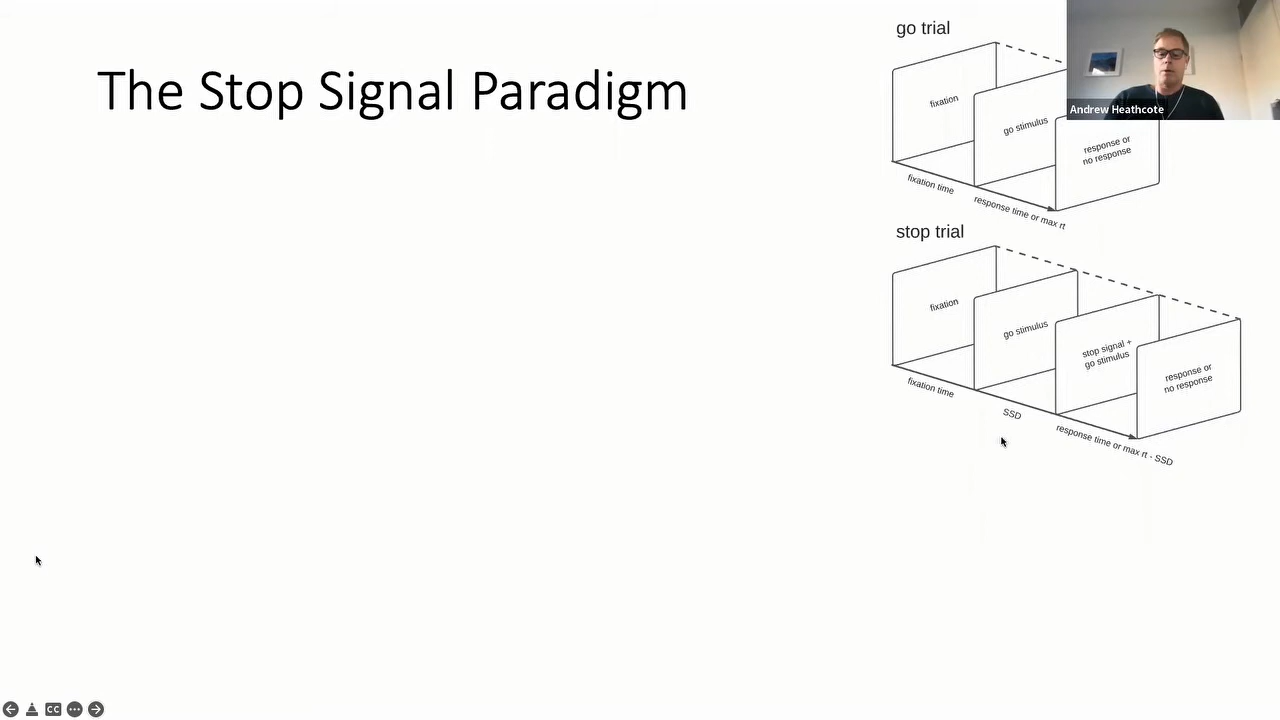 The Stop Signal Paradigm
go trial
Andrew Heathcote
fixation
go stimulus
response or
no response
fixation time
response time or max rt
stop trial
fixation
go stimulus
stop signal +
go stimulus
response or
no response
fixation time
SSD
response time or max rt - SSD
CC